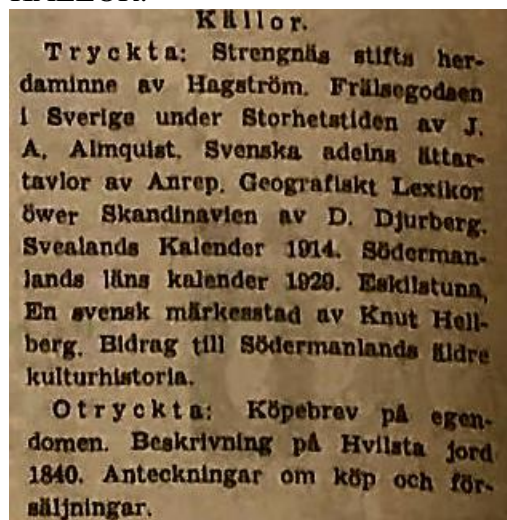 Källor.
Tryckta: Strengnäs stifts her-
daminne av Hagström. Frälsegodsen
i Sverige under Storhetstiden av J.
A. Almquist. Svenska adelns ättar-
tavlor av Anrep. Geografiskt Lexikor
öwer Skandinavien av D. Djurberg.
Svealands Kalender 1914. Söderman-
lands läns kalender 1929. Eskilstuna,
En svensk märkesstad av Knut Hell-
berg. Bidrag till Södermanlands äldre
kulturhistoria.
Otryckta: Köpebrev på egen-
domen. Beskrivning på Hvilsta jord
1840. Anteckningar om köp och för-
säljningar.